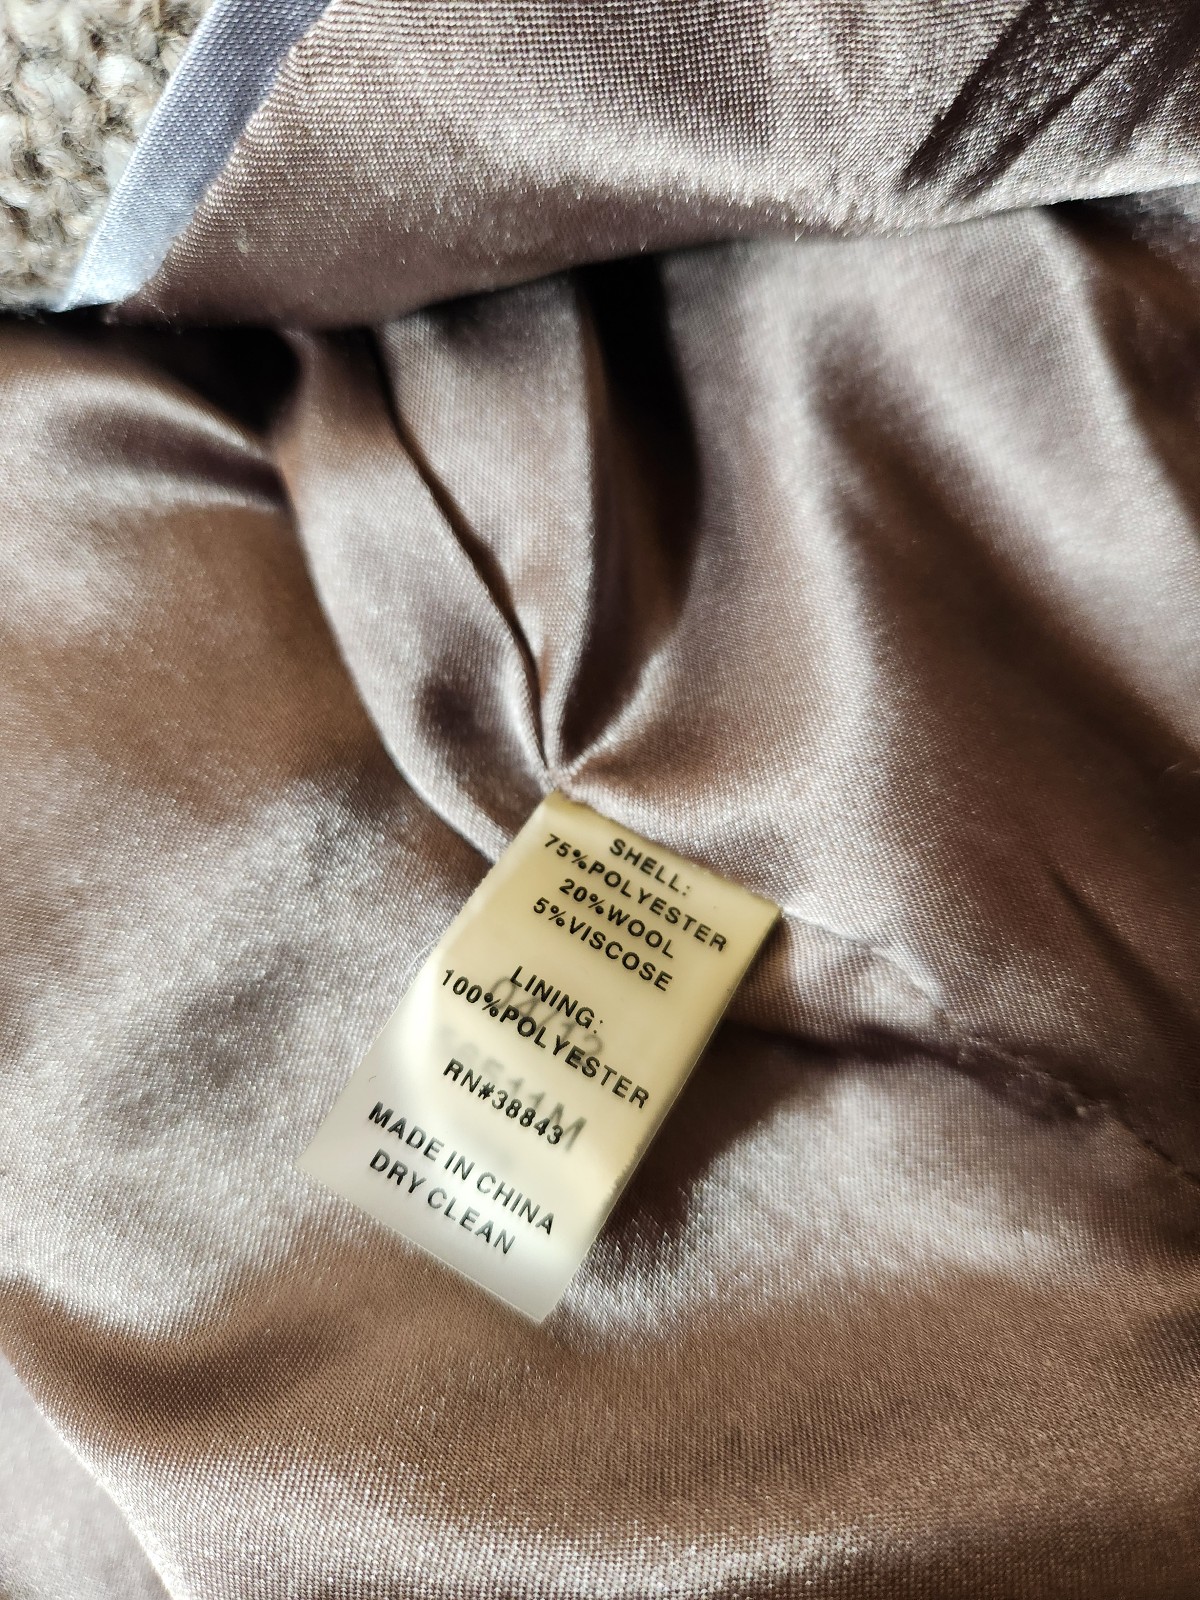 SHELL:
75%POLYESTER
20%WOOL
5%VISCOSE
LINING:
100%POLYESTER
RN#38843
MADE IN CHINA
DRY CLEAN